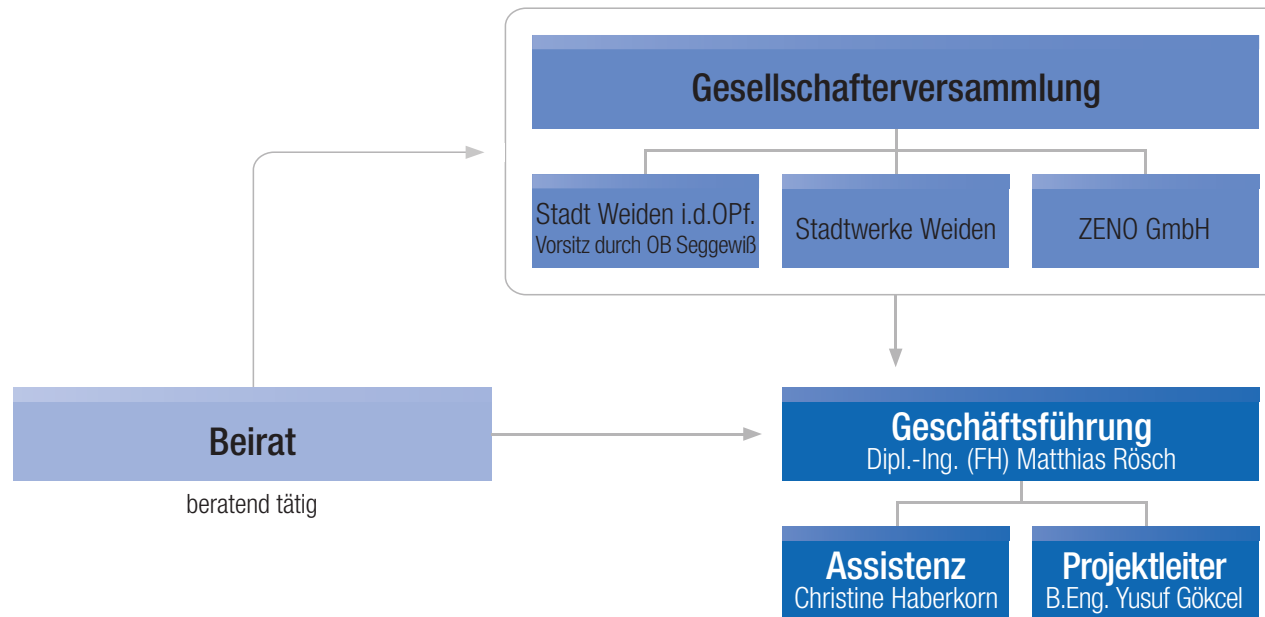 Gesellschafterversammlung
Stadt Weiden i.d.OPf.
Vorsitz durch OB Seggewiß
Stadtwerke Weiden
ZENO GmbH
Beirat
beratend tätig
Geschäftsführung
Dipl.-Ing. (FH) Matthias Rösch
Assistenz
Christine Haberkorn
Projektleiter
B.Eng. Yusuf Gökcel